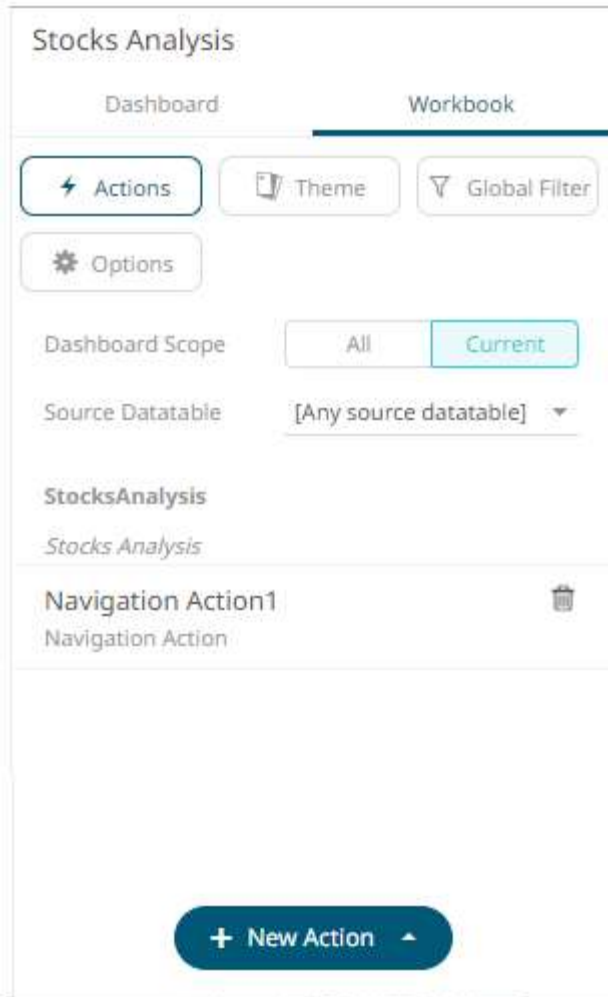 Stocks Analysis
Dashboard Workbook
Actions Theme Global Filter
Options
Dashboard Scope All Current
Source Datatable [Any source datatable]
StocksAnalysis
Stocks Analysis
Navigation Action1
Navigation Action
+ New Action